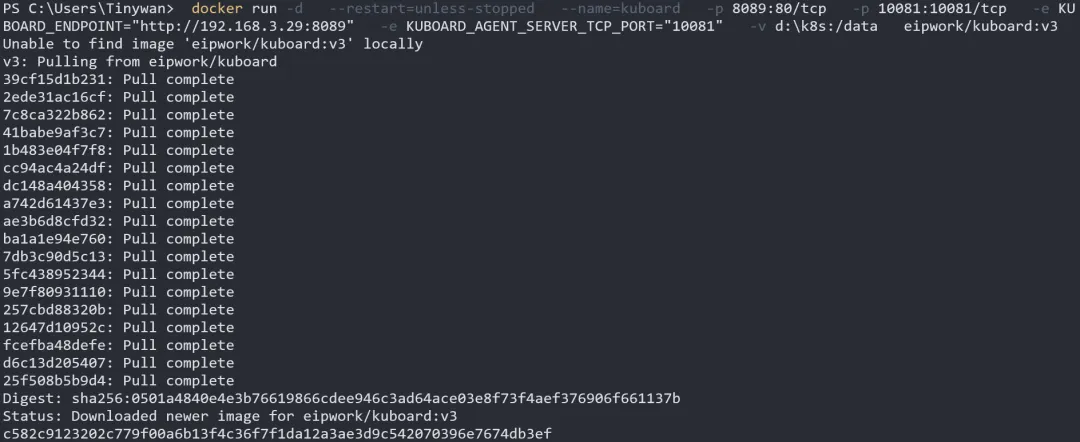 PS C:\Users\Tinywan>  docker run -d   --restart=unless-stopped   --name=kuboard   -p 8089:80/tcp   -p 10081:10081/tcp   -e KU
BOARD_ENDPOINT="http://192.168.3.29:8089"   -e KUBOARD_AGENT_SERVER_TCP_PORT="10081"   -v d:\k8s:/data   eipwork/kuboard:v3
Unable to find image 'eipwork/kuboard:v3' locally
v3: Pulling from eipwork/kuboard
39cf15d1b231: Pull complete
2ede31ac16cf: Pull complete
7c8ca322b862: Pull complete
41babe9af3c7: Pull complete
1b483e04f7f8: Pull complete
cc94ac4a24df: Pull complete
dc148a404358: Pull complete
a742d61437e3: Pull complete
ae3b6d8cfd32: Pull complete
ba1a1e94e760: Pull complete
7db3c90d5c13: Pull complete
5fc438952344: Pull complete
9e7f80931110: Pull complete
257cbd88320b: Pull complete
12647d10952c: Pull complete
fcefba48defe: Pull complete
d6c13d205407: Pull complete
25f508b5b9d4: Pull complete
Digest: sha256:0501a4840e4e3b76619866cdee946c3ad64ace03e8f73f4aef376906f661137b
Status: Downloaded newer image for eipwork/kuboard:v3
c582c9123202c779f00a6b13f4c36f7f1da12a3ae3d9c542070396e7674db3ef